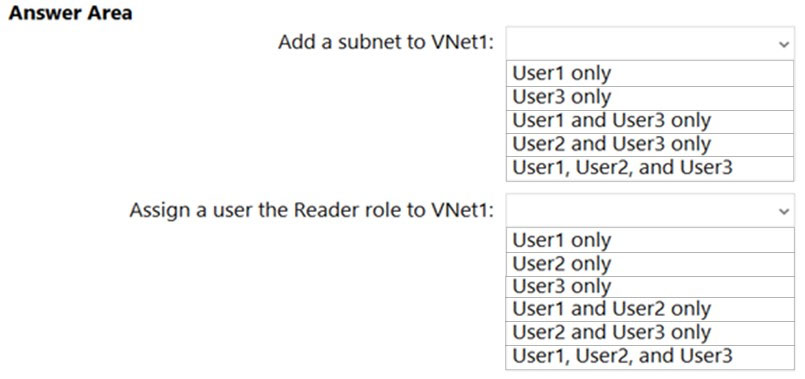 Answer Area
Add a subnet to VNet1:
User1 only
User3 only
User1 and User3 only
User2 and User3 only
User1, User2, and User3
Assign a user the Reader role to VNet1:
User1 only
User2 only
User3 only
User1 and User2 only
User2 and User3 only
User1, User2, and User3